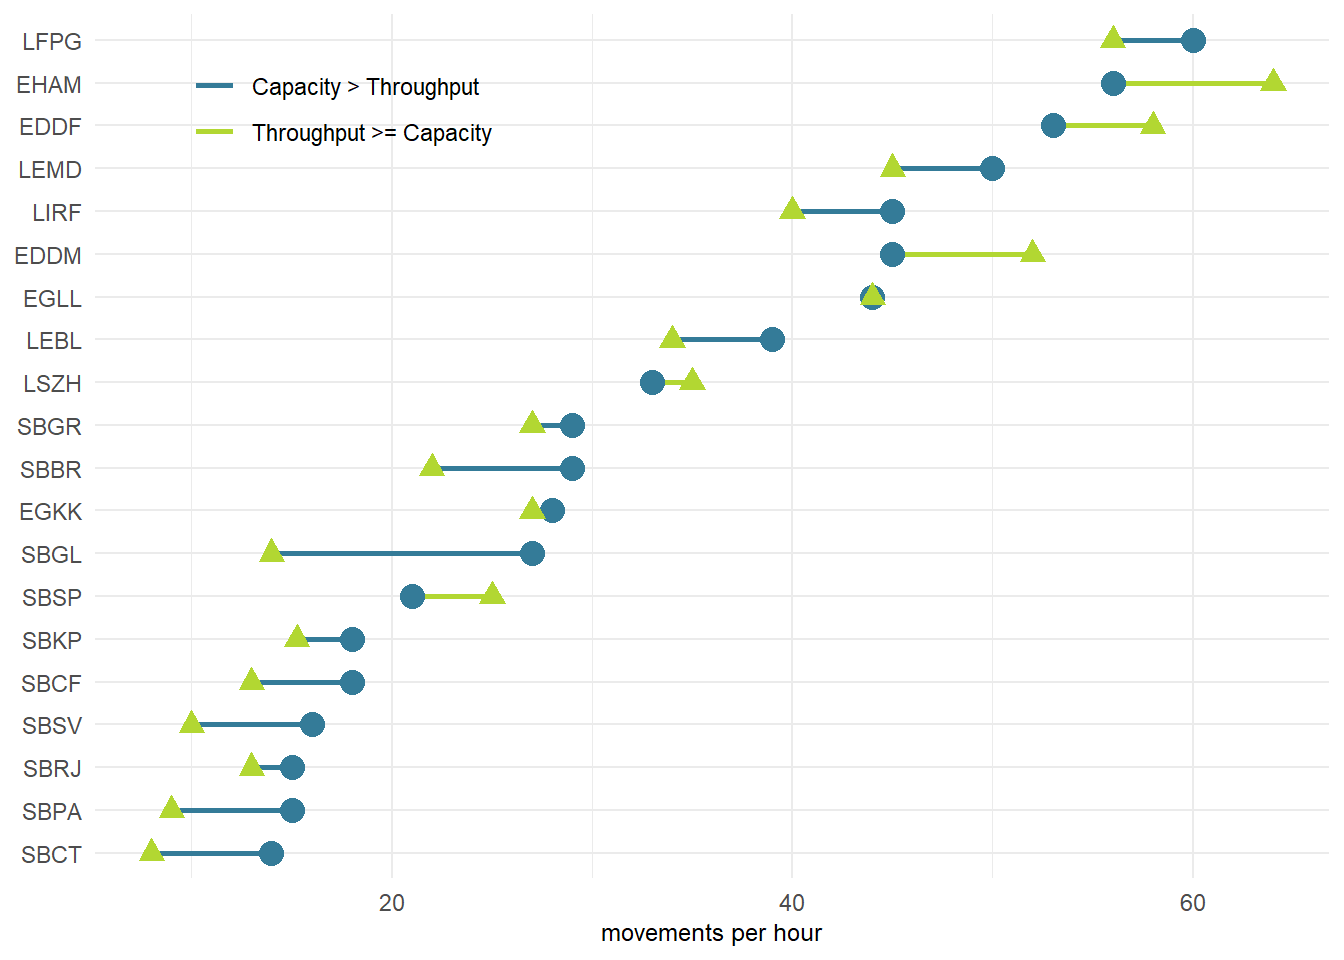 LFPG
EHAM
Capacity > Throughput
EDDF
Throughput >= Capacity
LEMD
LIRF
EDDM
EGLL
LEBL
LSZH
SBGR
SBBR
EGKK
SBGL
SBSP
SBKP
SBCF
SBSV
SBRJ
SBPA
SBCT
20 40 60
movements per hour